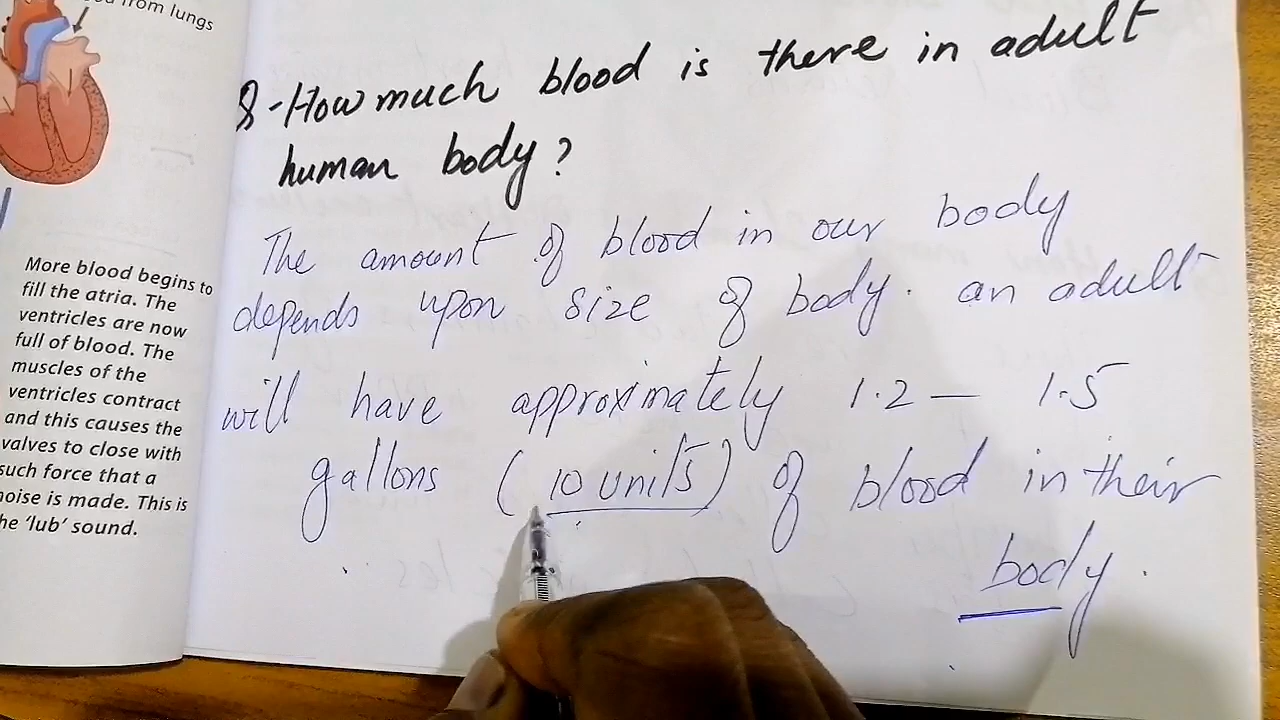 from lungs
More blood begins to
fill the atria. The
ventricles are now
full of blood. The
muscles of the
ventricles contract
and this causes the
valves to close with
such force that a
noise is made. This is
the 'lub' sound.
8-How much blood is there in adult
human body?
The amount of blood in our body
depends upon size of body. an adult
will have approximately 1.2 — 1.5
gallons (10 units) of blood in their
body.